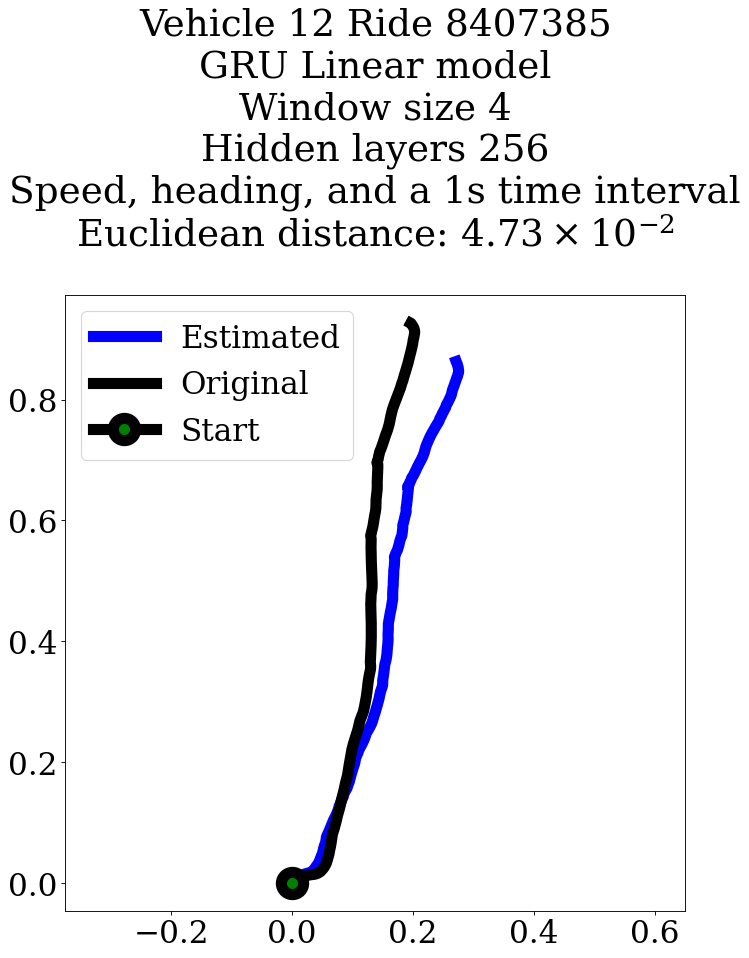 Vehicle 12 Ride 8407385
GRU Linear model
Window size 4
Hidden layers 256
Speed, heading, and a 1s time interval
Euclidean distance: 4.73 × 10⁻²
Estimated
Original
Start
0.8
0.6
0.4
0.2
0.0
−0.2 0.0 0.2 0.4 0.6